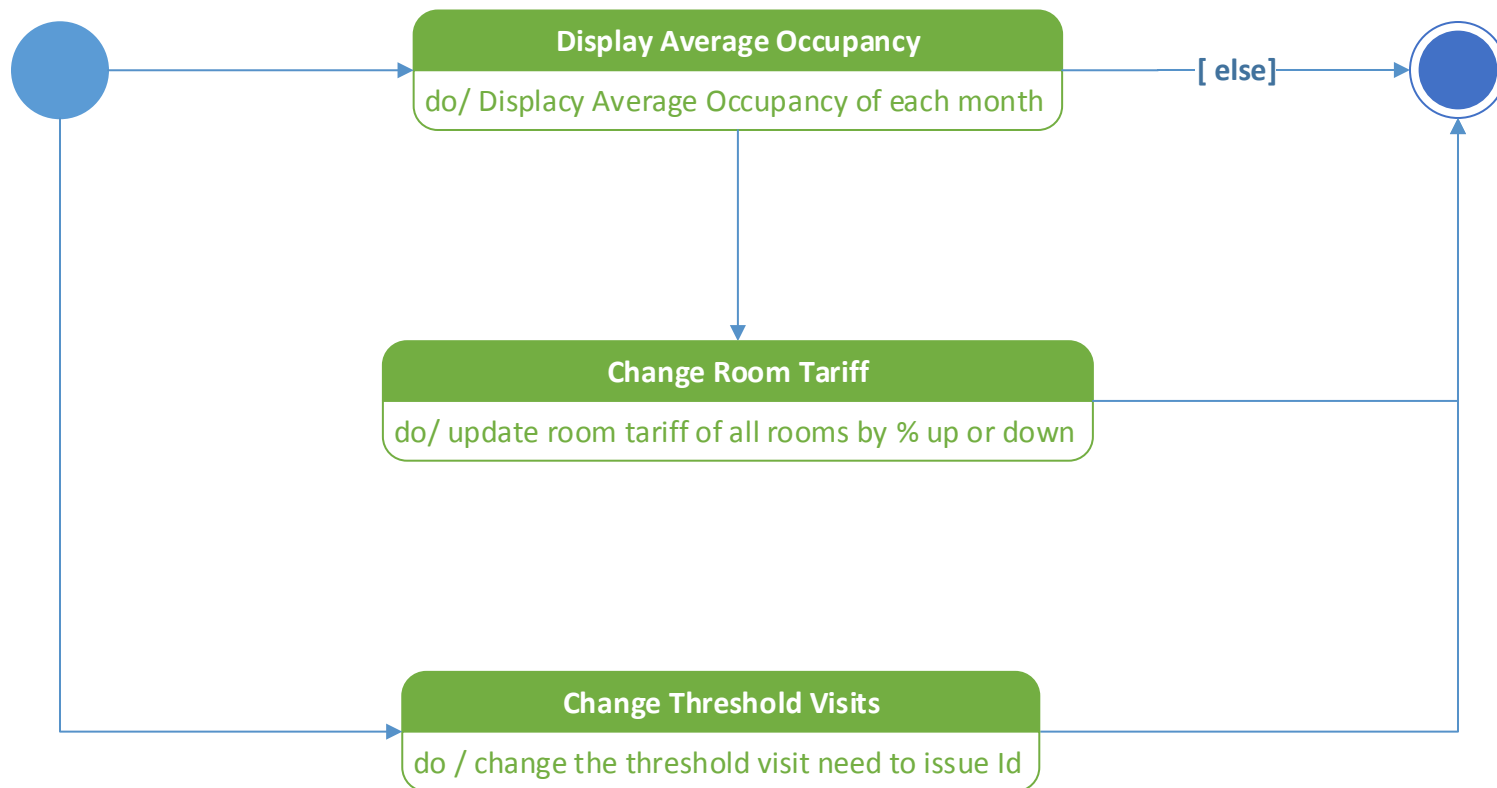 Display Average Occupancy
do/ Displacy Average Occupancy of each month
[ else]
Change Room Tariff
do/ update room tariff of all rooms by % up or down
Change Threshold Visits
do / change the threshold visit need to issue Id